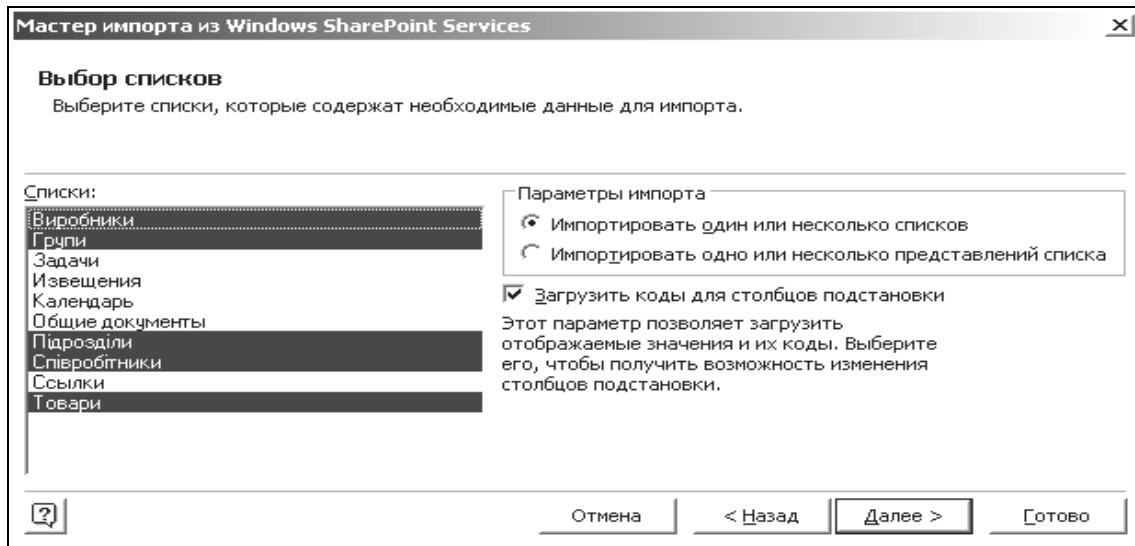 Мастер импорта из Windows SharePoint Services
Выбор списков
Выберите списки, которые содержат необходимые данные для импорта.
Списки:
Виробники
Групи
Задачи
Извещения
Календарь
Общие документы
Підрозділи
Співробітники
Ссылки
Товари
Параметры импорта
Импортировать один или несколько списков
Импортировать одно или несколько представлений списка
Загрузить коды для столбцов подстановки
Этот параметр позволяет загрузить
отображаемые значения и их коды. Выберите
его, чтобы получить возможность изменения
столбцов подстановки.
Отмена
< Назад
Далее >
Готово